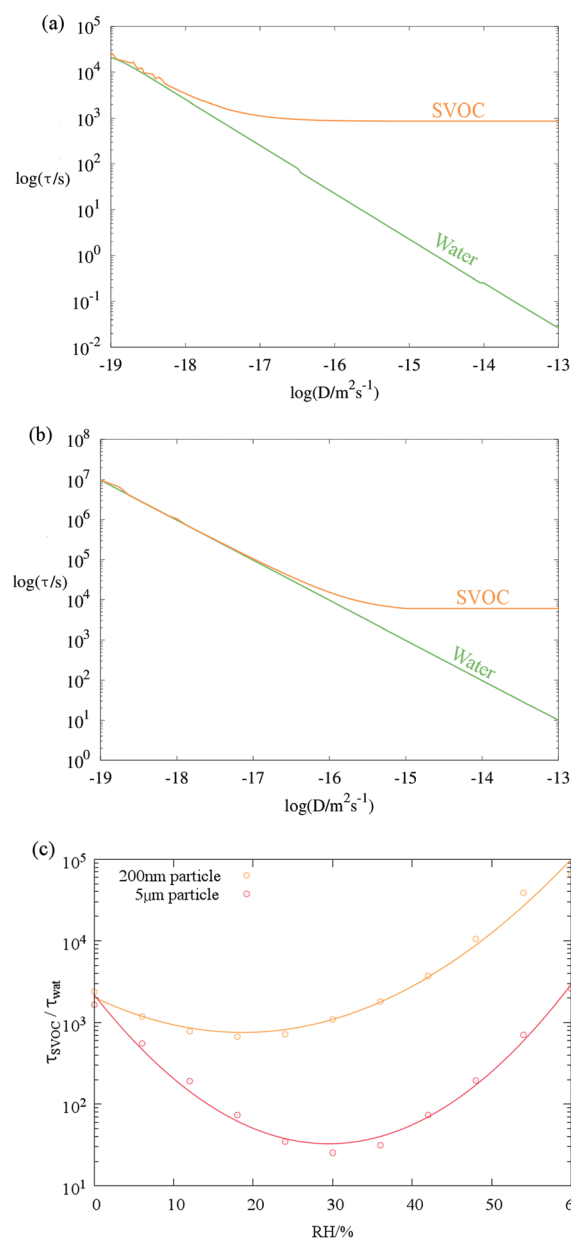 (a)
10^5
10^4
10^3
10^2
10^1
10^0
10^-1
10^-2
log(τ/s)
SVOC
Water
-19 -18 -17 -16 -15 -14 -13
log(D/m^2s^-1)
(b)
10^8
10^7
10^6
10^5
10^4
10^3
10^2
10^1
10^0
log(τ/s)
SVOC
Water
-19 -18 -17 -16 -15 -14 -13
log(D/m^2s^-1)
(c)
10^5
10^4
10^3
10^2
10^1
τSVOC / τwat
200nm particle
5μm particle
0 10 20 30 40 50 6
RH/%